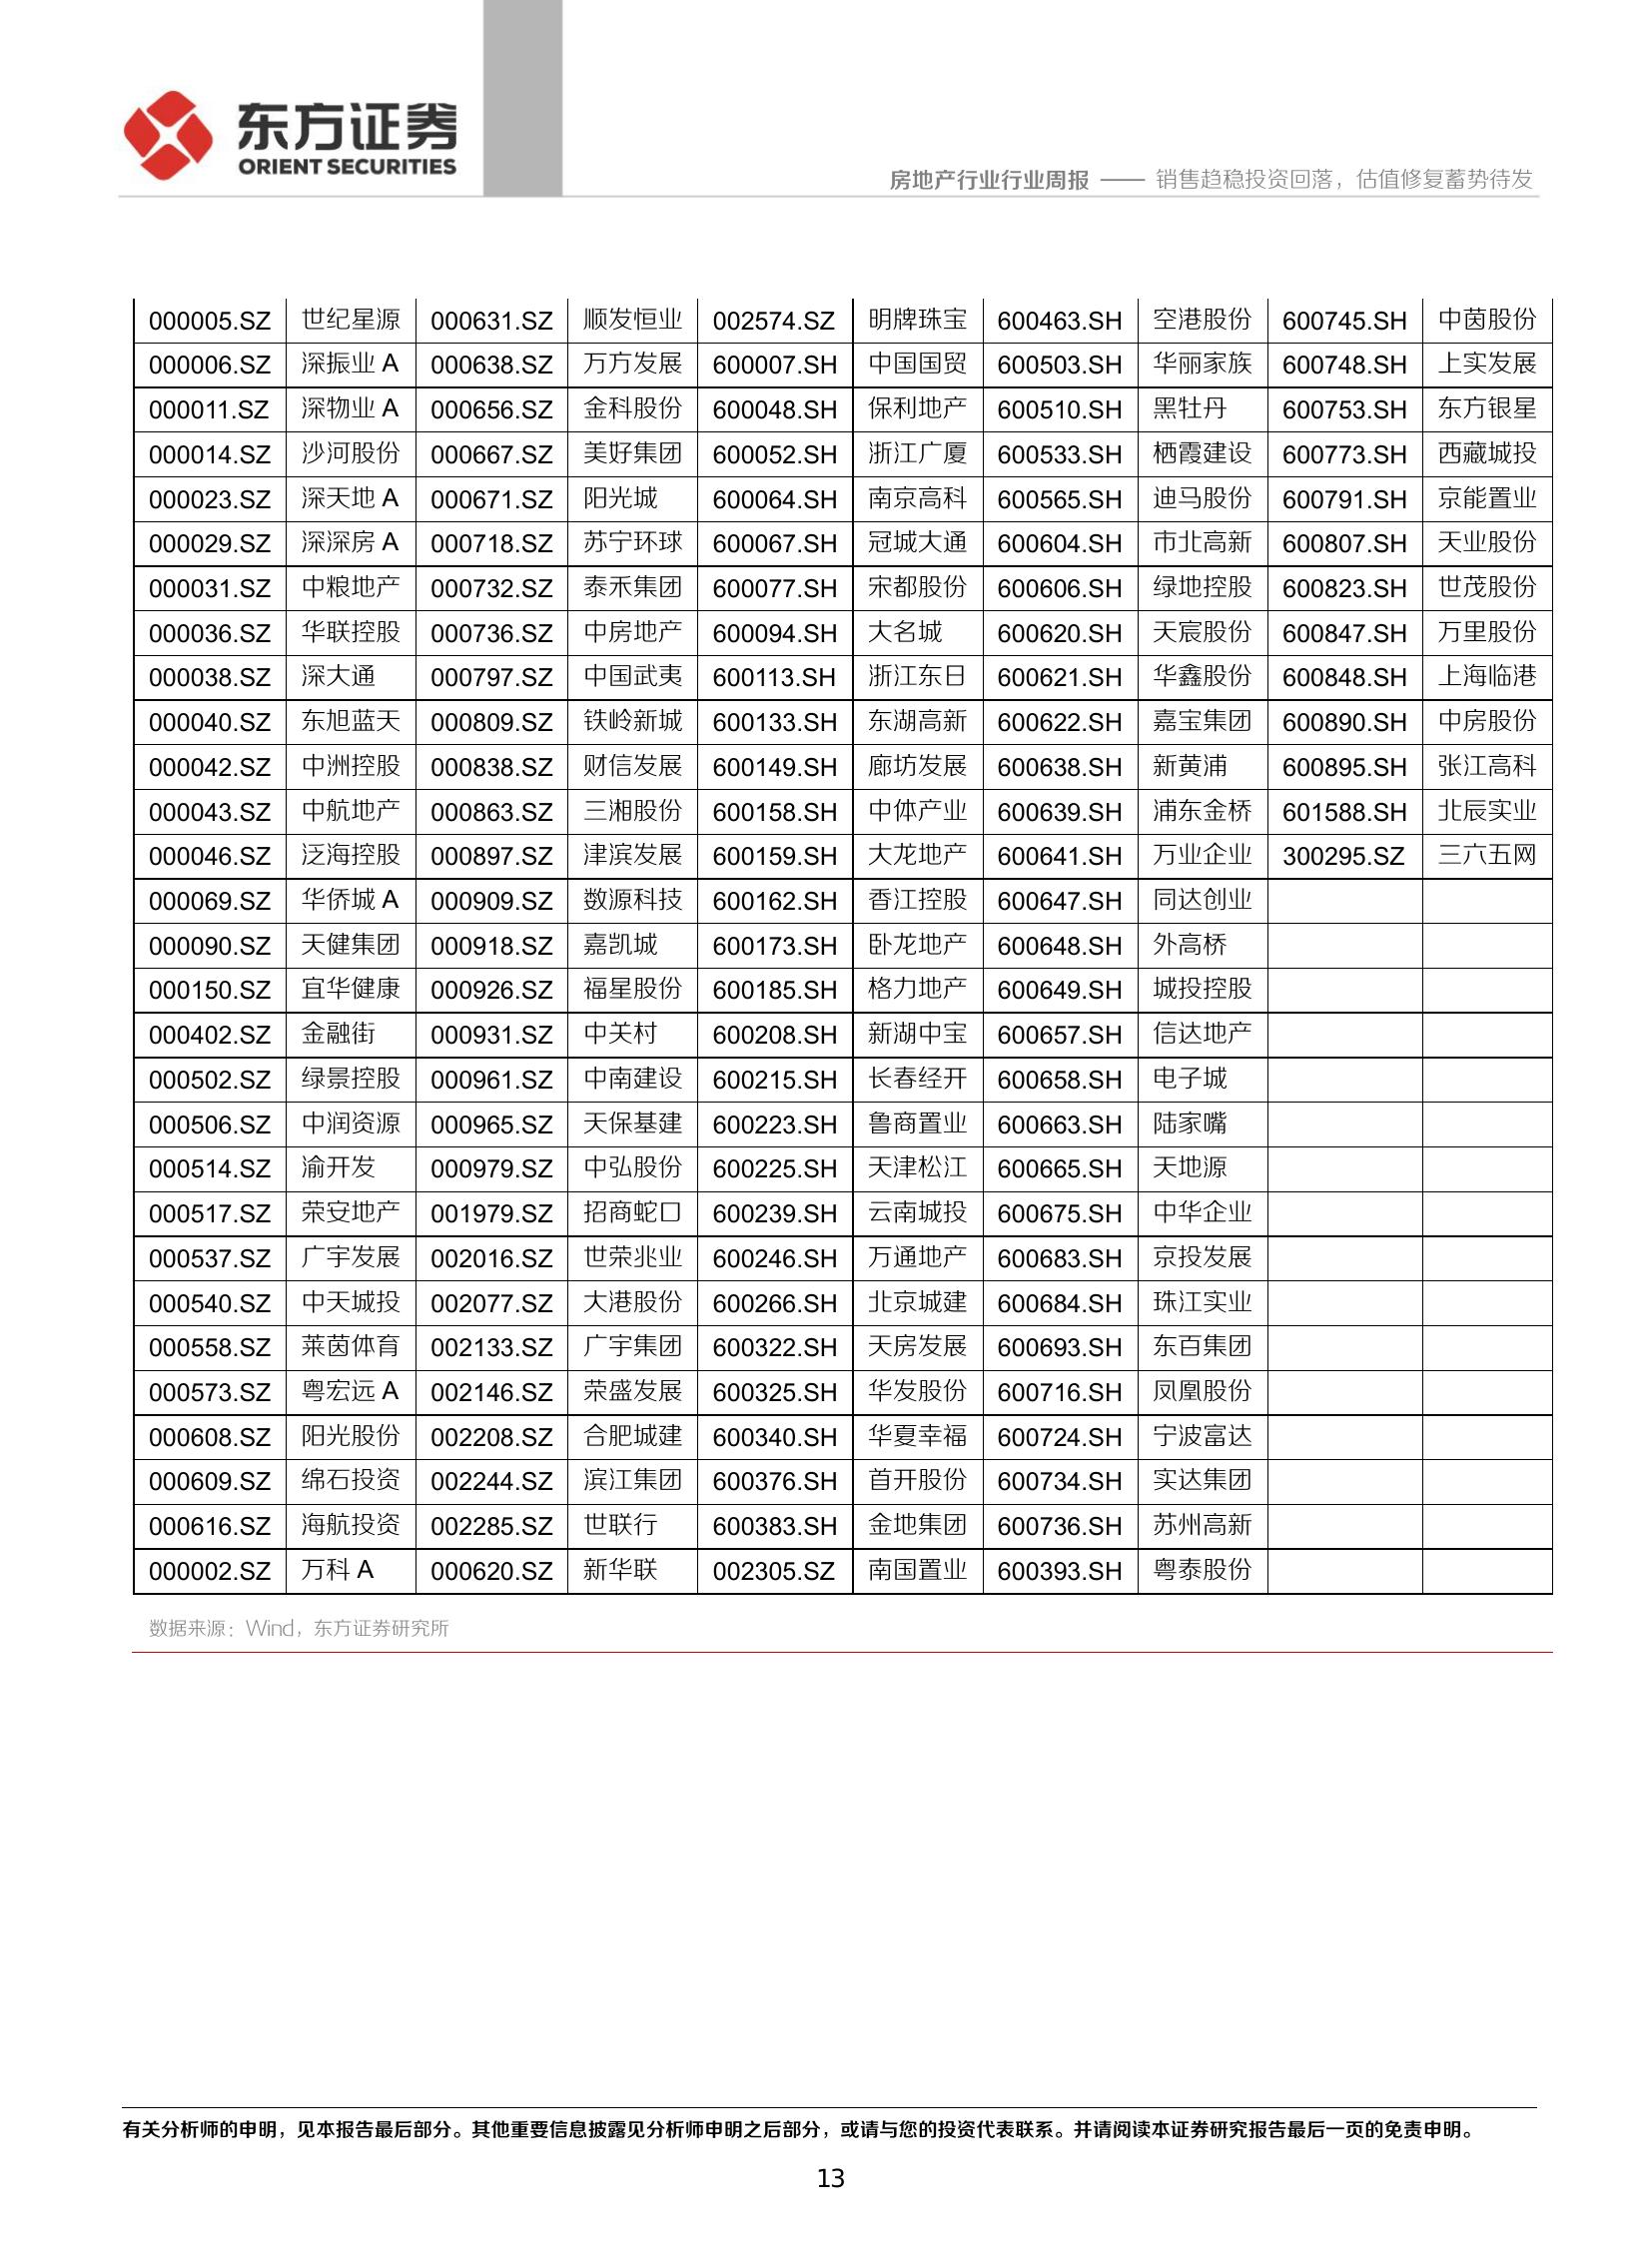 东方证券
ORIENT SECURITIES
房地产行业行业周报 —— 销售趋稳投资回落，估值修复蓄势待发
000005.SZ 世纪星源 000631.SZ 顺发恒业 002574.SZ 明牌珠宝 600463.SH 空港股份 600745.SH 中茵股份
000006.SZ 深振业 A 000638.SZ 万方发展 600007.SH 中国国贸 600503.SH 华丽家族 600748.SH 上实发展
000011.SZ 深物业 A 000656.SZ 金科股份 600048.SH 保利地产 600510.SH 黑牡丹 600753.SH 东方银星
000014.SZ 沙河股份 000667.SZ 美好集团 600052.SH 浙江广厦 600533.SH 栖霞建设 600773.SH 西藏城投
000023.SZ 深天地 A 000671.SZ 阳光城 600064.SH 南京高科 600565.SH 迪马股份 600791.SH 京能置业
000029.SZ 深深房 A 000718.SZ 苏宁环球 600067.SH 冠城大通 600604.SH 市北高新 600807.SH 天业股份
000031.SZ 中粮地产 000732.SZ 泰禾集团 600077.SH 宋都股份 600606.SH 绿地控股 600823.SH 世茂股份
000036.SZ 华联控股 000736.SZ 中房地产 600094.SH 大名城 600620.SH 天宸股份 600847.SH 万里股份
000038.SZ 深大通 000797.SZ 中国武夷 600113.SH 浙江东日 600621.SH 华鑫股份 600848.SH 上海临港
000040.SZ 东旭蓝天 000809.SZ 铁岭新城 600133.SH 东湖高新 600622.SH 嘉宝集团 600890.SH 中房股份
000042.SZ 中洲控股 000838.SZ 财信发展 600149.SH 廊坊发展 600638.SH 新黄浦 600895.SH 张江高科
000043.SZ 中航地产 000863.SZ 三湘股份 600158.SH 中体产业 600639.SH 浦东金桥 601588.SH 北辰实业
000046.SZ 泛海控股 000897.SZ 津滨发展 600159.SH 大龙地产 600641.SH 万业企业 300295.SZ 三六五网
000069.SZ 华侨城 A 000909.SZ 数源科技 600162.SH 香江控股 600647.SH 同达创业
000090.SZ 天健集团 000918.SZ 嘉凯城 600173.SH 卧龙地产 600648.SH 外高桥
000150.SZ 宜华健康 000926.SZ 福星股份 600185.SH 格力地产 600649.SH 城投控股
000402.SZ 金融街 000931.SZ 中关村 600208.SH 新湖中宝 600657.SH 信达地产
000502.SZ 绿景控股 000961.SZ 中南建设 600215.SH 长春经开 600658.SH 电子城
000506.SZ 中润资源 000965.SZ 天保基建 600223.SH 鲁商置业 600663.SH 陆家嘴
000514.SZ 渝开发 000979.SZ 中弘股份 600225.SH 天津松江 600665.SH 天地源
000517.SZ 荣安地产 001979.SZ 招商蛇口 600239.SH 云南城投 600675.SH 中华企业
000537.SZ 广宇发展 002016.SZ 世荣兆业 600246.SH 万通地产 600683.SH 京投发展
000540.SZ 中天城投 002077.SZ 大港股份 600266.SH 北京城建 600684.SH 珠江实业
000558.SZ 莱茵体育 002133.SZ 广宇集团 600322.SH 天房发展 600693.SH 东百集团
000573.SZ 粤宏远 A 002146.SZ 荣盛发展 600325.SH 华发股份 600716.SH 凤凰股份
000608.SZ 阳光股份 002208.SZ 合肥城建 600340.SH 华夏幸福 600724.SH 宁波富达
000609.SZ 绵石投资 002244.SZ 滨江集团 600376.SH 首开股份 600734.SH 实达集团
000616.SZ 海航投资 002285.SZ 世联行 600383.SH 金地集团 600736.SH 苏州高新
000002.SZ 万科 A 000620.SZ 新华联 002305.SZ 南国置业 600393.SH 粤泰股份
数据来源：Wind，东方证券研究所
有关分析师的申明，见本报告最后部分。其他重要信息披露见分析师申明之后部分，或请与您的投资代表联系。并请阅读本证券研究报告最后一页的免责申明。
13